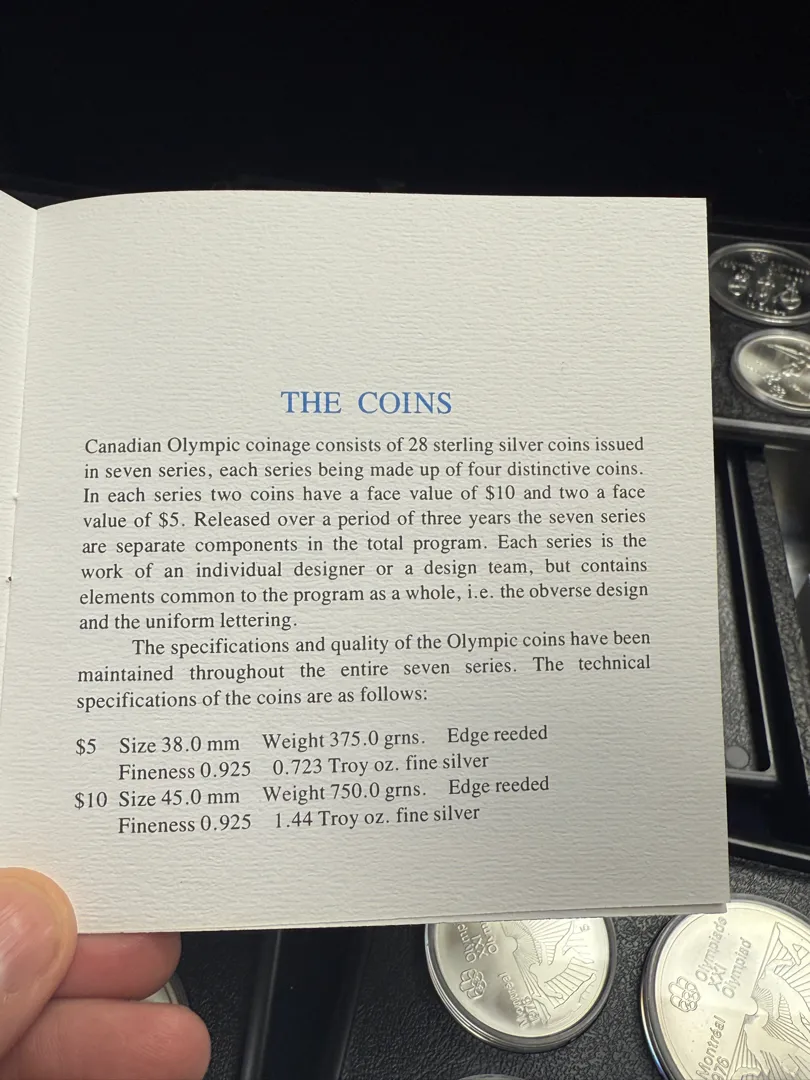 THE COINS
Canadian Olympic coinage consists of 28 sterling silver coins issued
in seven series, each series being made up of four distinctive coins.
In each series two coins have a face value of $10 and two a face
value of $5. Released over a period of three years the seven series
are separate components in the total program. Each series is the
work of an individual designer or a design team, but contains
elements common to the program as a whole, i.e. the obverse design
and the uniform lettering.
The specifications and quality of the Olympic coins have been
maintained throughout the entire seven series. The technical
specifications of the coins are as follows:
$5 Size 38.0 mm Weight 375.0 grns. Edge reeded
Fineness 0.925 0.723 Troy oz. fine silver
$10 Size 45.0 mm Weight 750.0 grns. Edge reeded
Fineness 0.925 1.44 Troy oz. fine silver
Olympiade
XXI
Olympiad
Montréal